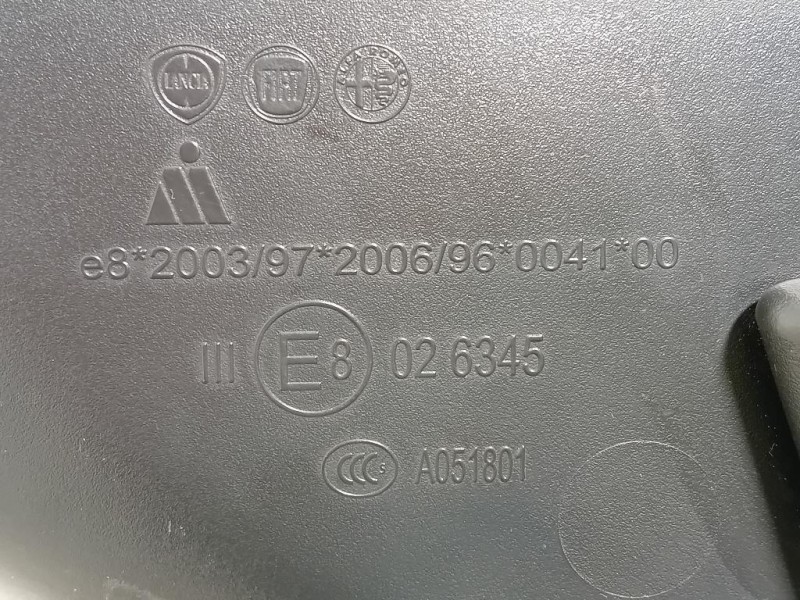 LANCIA FIAT ALFA ROMEO
e8*2003/97*2006/96*0041*00
III E8 02 6345
CCC S A051801